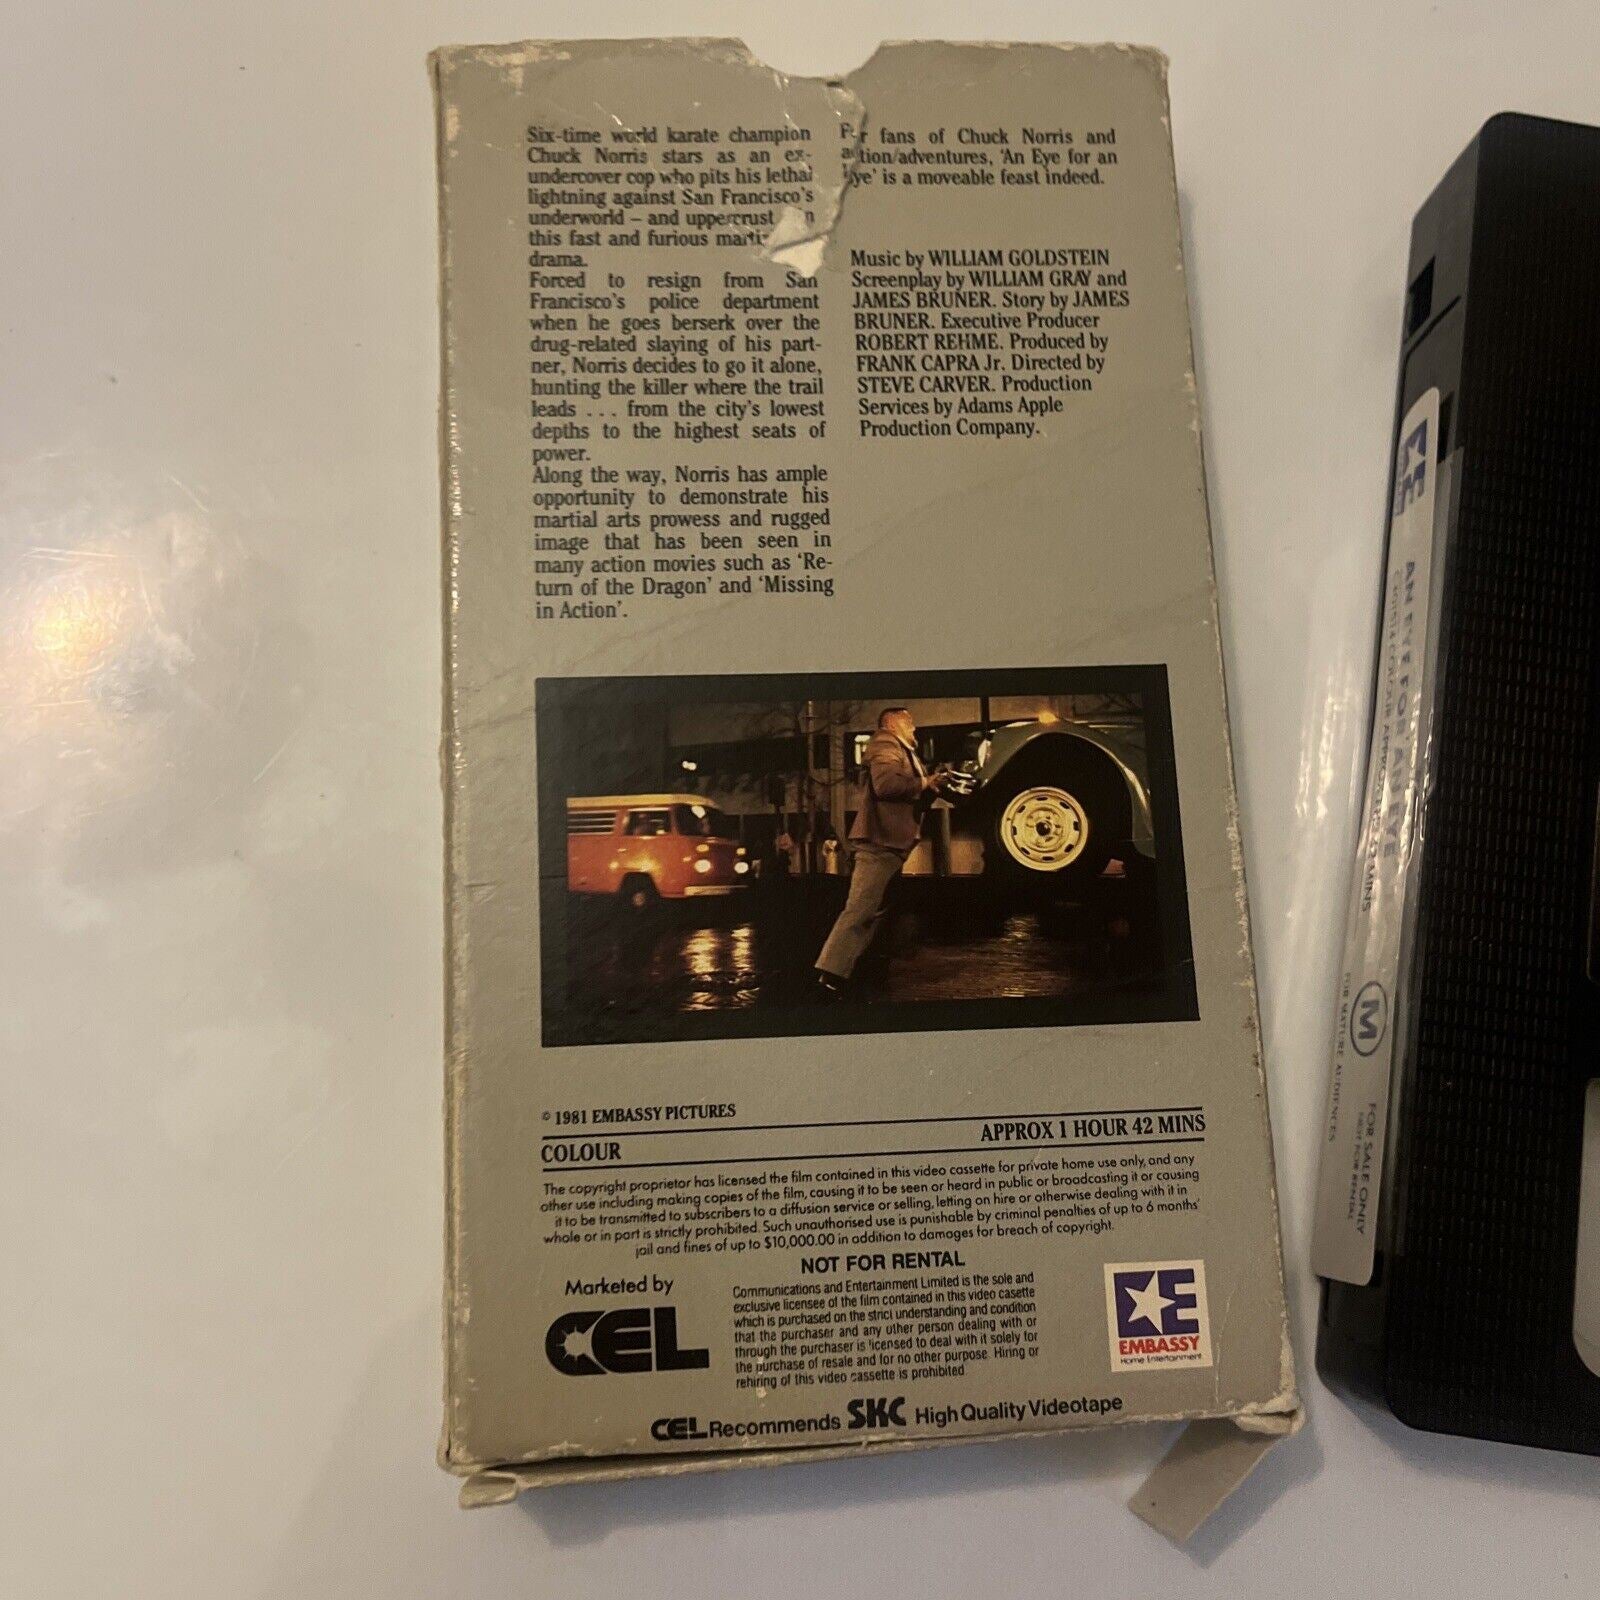 Six-time world karate champion
Chuck Norris stars as an ex-
undercover cop who pits his lethal
lightning against San Francisco's
underworld – and uppercrust
this fast and furious
drama.
Forced to resign from San
Francisco's police department
when he goes berserk over the
drug-related slaying of his part-
ner, Norris decides to go it alone,
hunting the killer where the trail
leads . . . from the city's lowest
depths to the highest seats of
power.
Along the way, Norris has ample
opportunity to demonstrate his
martial arts prowess and rugged
image that has been seen in
many action movies such as 'Re-
turn of the Dragon' and 'Missing
in Action'.
For fans of Chuck Norris and
action/adventures, 'An Eye for an
Eye' is a moveable feast indeed.
Music by WILLIAM GOLDSTEIN
Screenplay by WILLIAM GRAY and
JAMES BRUNER. Story by JAMES
BRUNER. Executive Producer
ROBERT REHME. Produced by
FRANK CAPRA Jr. Directed by
STEVE CARVER. Production
Services by Adams Apple
Production Company.
© 1981 EMBASSY PICTURES
COLOUR
APPROX 1 HOUR 42 MINS
The copyright proprietor has licensed the film contained in this video cassette for private home use only, and any
other use including making copies of the film, causing it to be seen or heard in public or broadcasting it or causing
it to be transmitted to subscribers to a diffusion service or selling, letting on hire or otherwise dealing with it in
whole or in part is strictly prohibited. Such unauthorised use is punishable by criminal penalties of up to 6 months'
jail and fines of up to $10,000.00 in addition to damages for breach of copyright.
NOT FOR RENTAL
Marketed by
CEL
Communications and Entertainment Limited is the sole and
exclusive licensee of the film contained in this video casette
which is purchased on the strict understanding and condition
that the purchaser and any other person dealing with or
through the purchaser is licensed to deal with it solely for
the purchase of resale and for no other purpose. Hiring or
rehiring of this video cassette is prohibited
EE
EMBASSY
Home Entertainment
CEL Recommends SKC High Quality Videotape
EE
AN EYE FOR AN EYE
COLOUR APPROX 1 HR 42 MINS
M
FOR MATURE AUDIENCES
FOR SALE ONLY
NOT FOR RENTAL